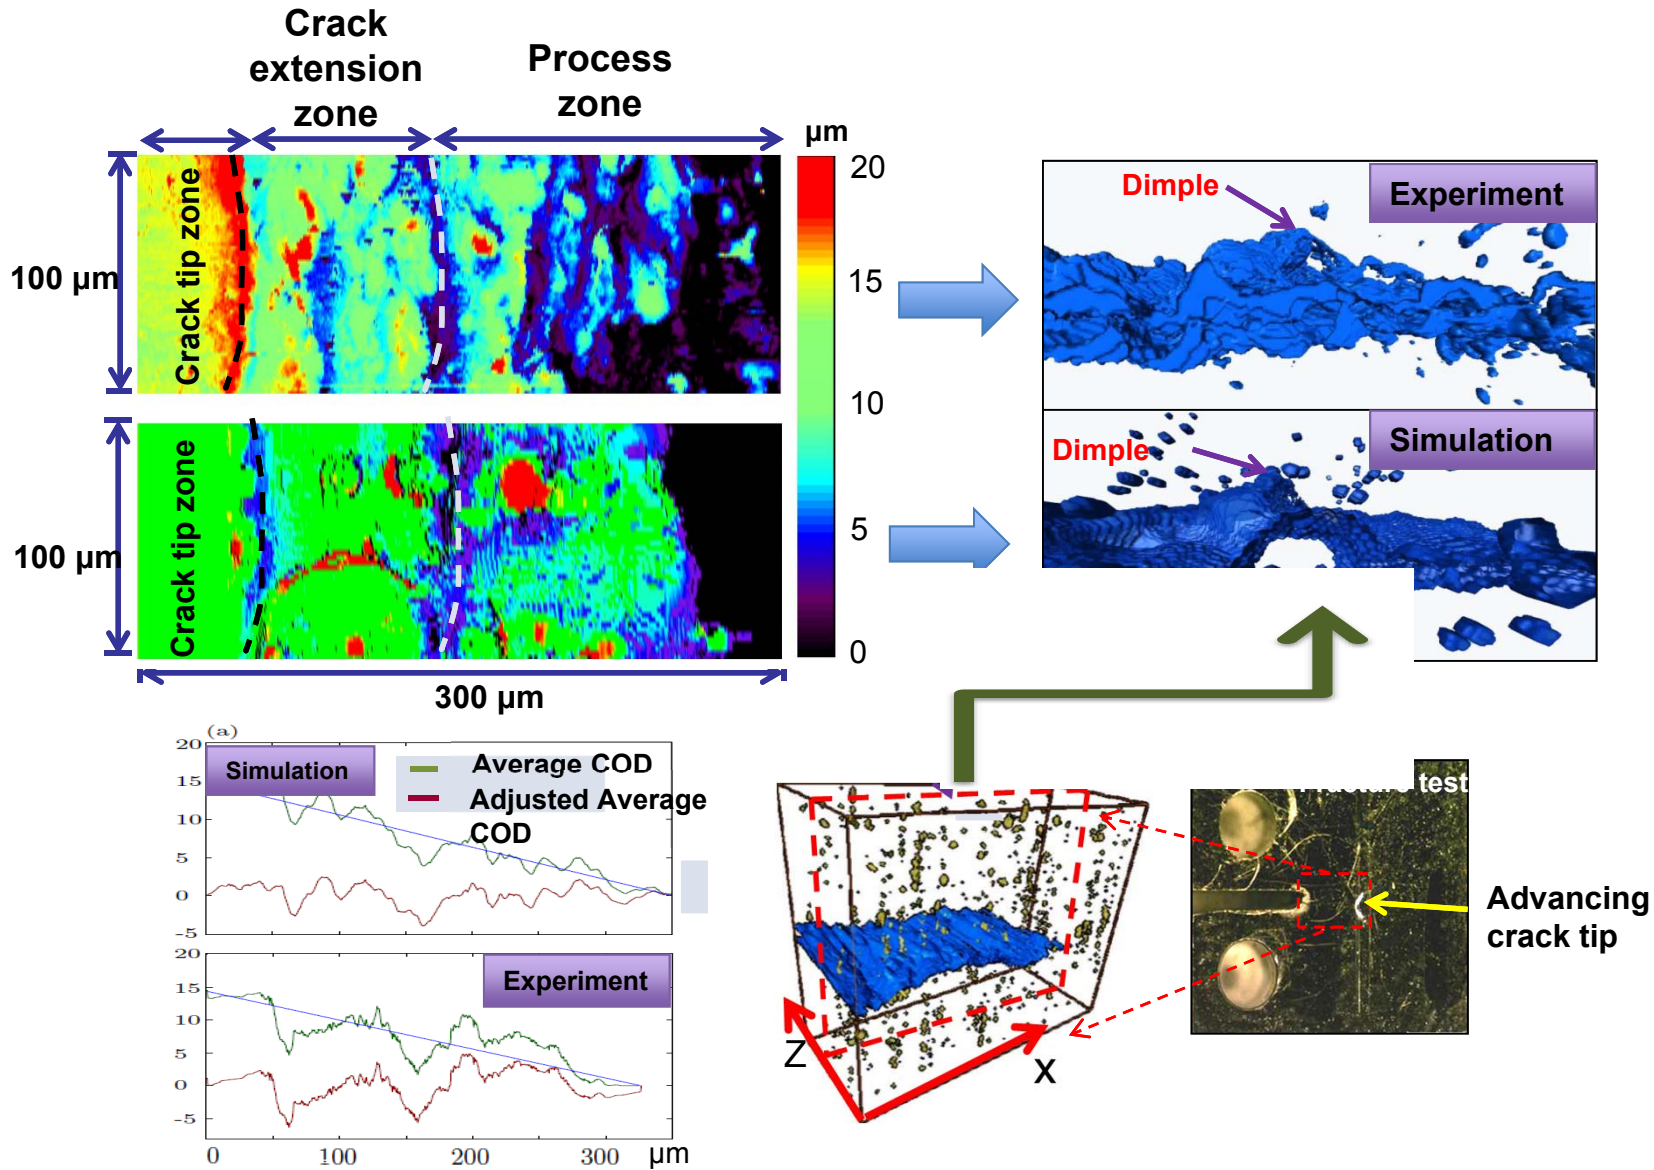 Crack
extension
zone
Process
zone
µm
20
15
10
5
0
Crack tip zone
100 µm
Crack tip zone
100 µm
300 µm
Dimple
Experiment
Dimple
Simulation
(a)
20
15
10
5
0
-5
Simulation
Average COD
Adjusted Average
COD
20
15
10
5
0
-5
Experiment
0
100
200
300
µm
Z
X
test
Advancing
crack tip